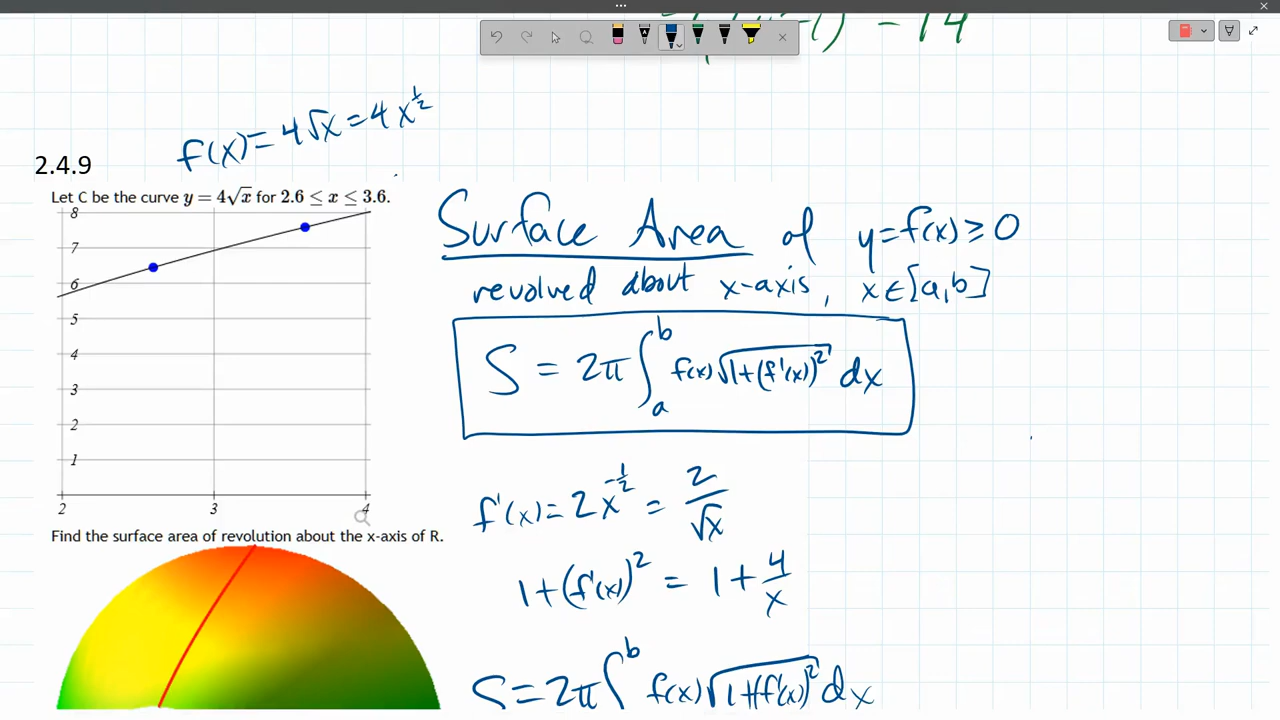 = 14
f(x) = 4√x = 4x^½
2.4.9
Let C be the curve y = 4√x for 2.6 ≤ x ≤ 3.6.
8
7
6
5
4
3
2
1
2 3 4
Find the surface area of revolution about the x-axis of R.
Surface Area of y=f(x)≥0
revolved about x-axis, x∈[a,b]
S = 2π ∫_a^b f(x)√(1+(f'(x))²) dx
f'(x) = 2x^(-½) = 2/√x
1+(f'(x))² = 1 + 4/x
S = 2π ∫^b f(x)√(1+(f'(x))²) dx